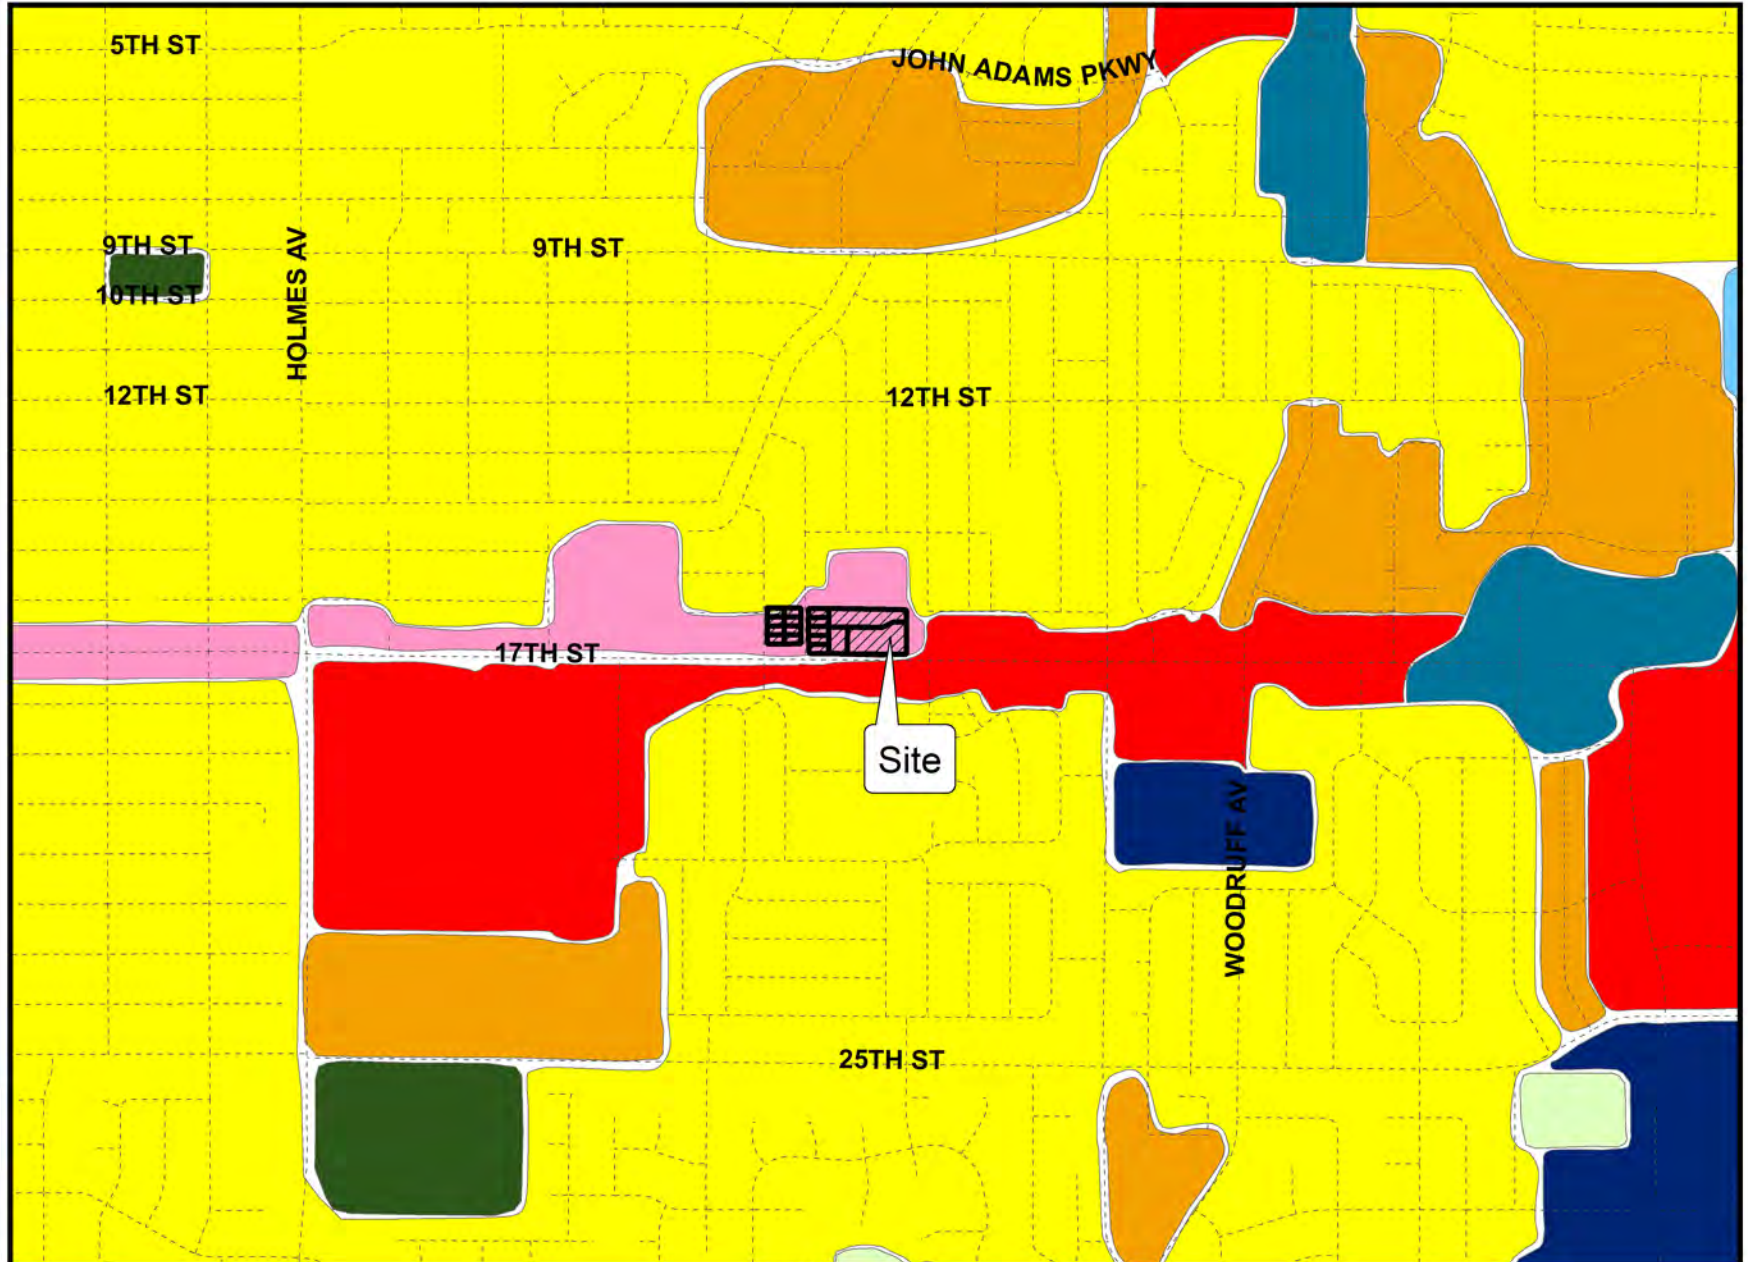 5TH ST
JOHN ADAMS PKWY
9TH ST
9TH ST
10TH ST
HOLMES AV
12TH ST
12TH ST
17TH ST
Site
WOODRUFF AV
25TH ST